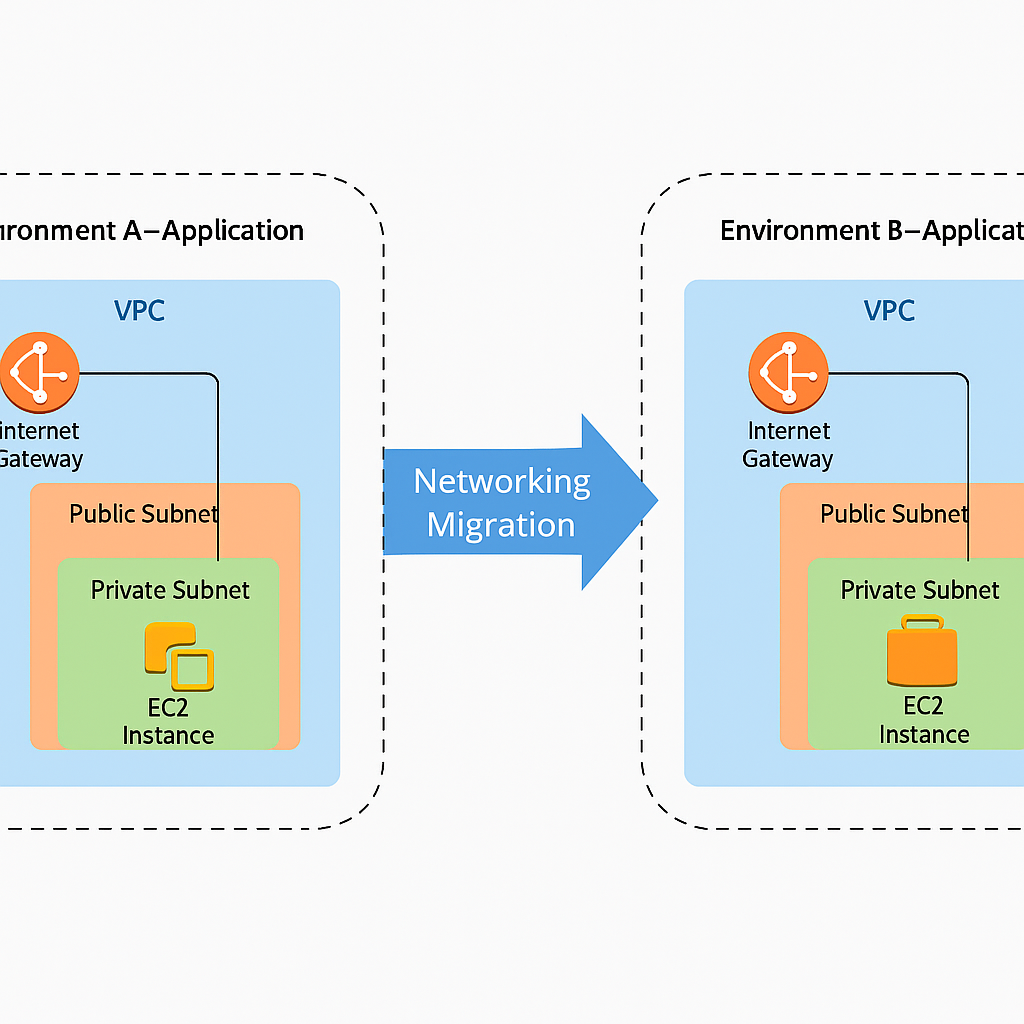 ironment A–Application
VPC
internet
Gateway
Public Subnet
Private Subnet
EC2
Instance
Networking
Migration
Environment B–Applicat
VPC
Internet
Gateway
Public Subnet
Private Subnet
EC2
Instance